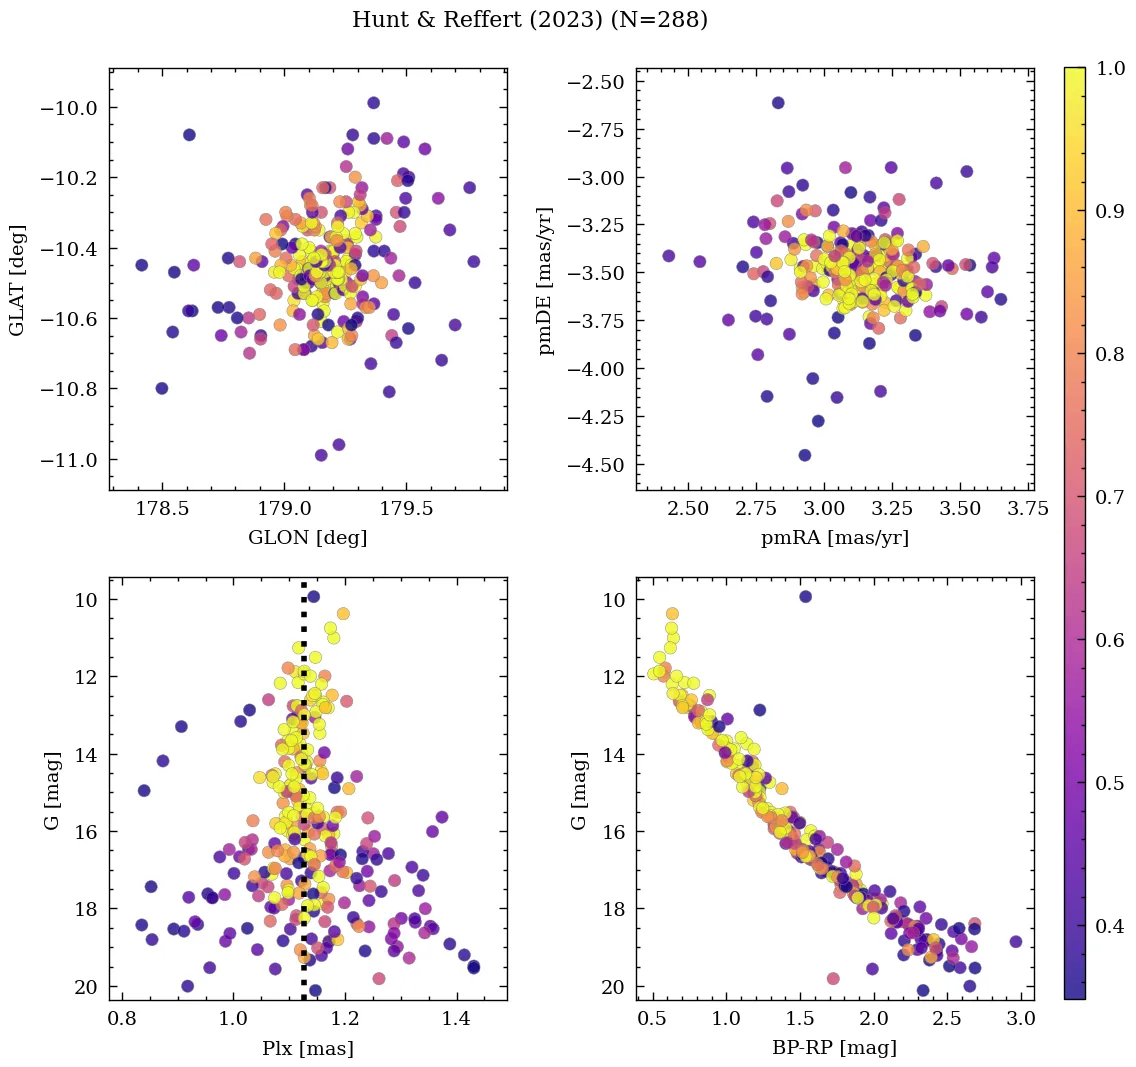 Hunt & Reffert (2023) (N=288)
−10.0
−10.2
−10.4
−10.6
−10.8
−11.0
GLAT [deg]
178.5 179.0 179.5
GLON [deg]
−2.50
−2.75
−3.00
−3.25
−3.50
−3.75
−4.00
−4.25
−4.50
pmDE [mas/yr]
2.50 2.75 3.00 3.25 3.50 3.75
pmRA [mas/yr]
10
12
14
16
18
20
G [mag]
0.8 1.0 1.2 1.4
Plx [mas]
10
12
14
16
18
20
G [mag]
0.5 1.0 1.5 2.0 2.5 3.0
BP-RP [mag]
1.0
0.9
0.8
0.7
0.6
0.5
0.4